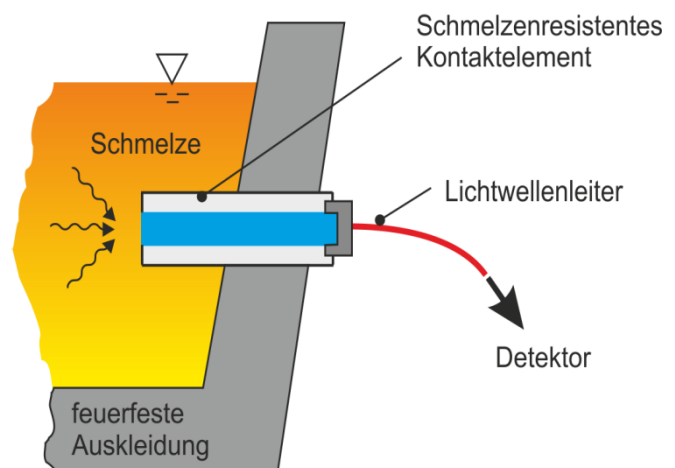 Schmelzenresistentes
Kontaktelement
Schmelze
Lichtwellenleiter
Detektor
feuerfeste
Auskleidung